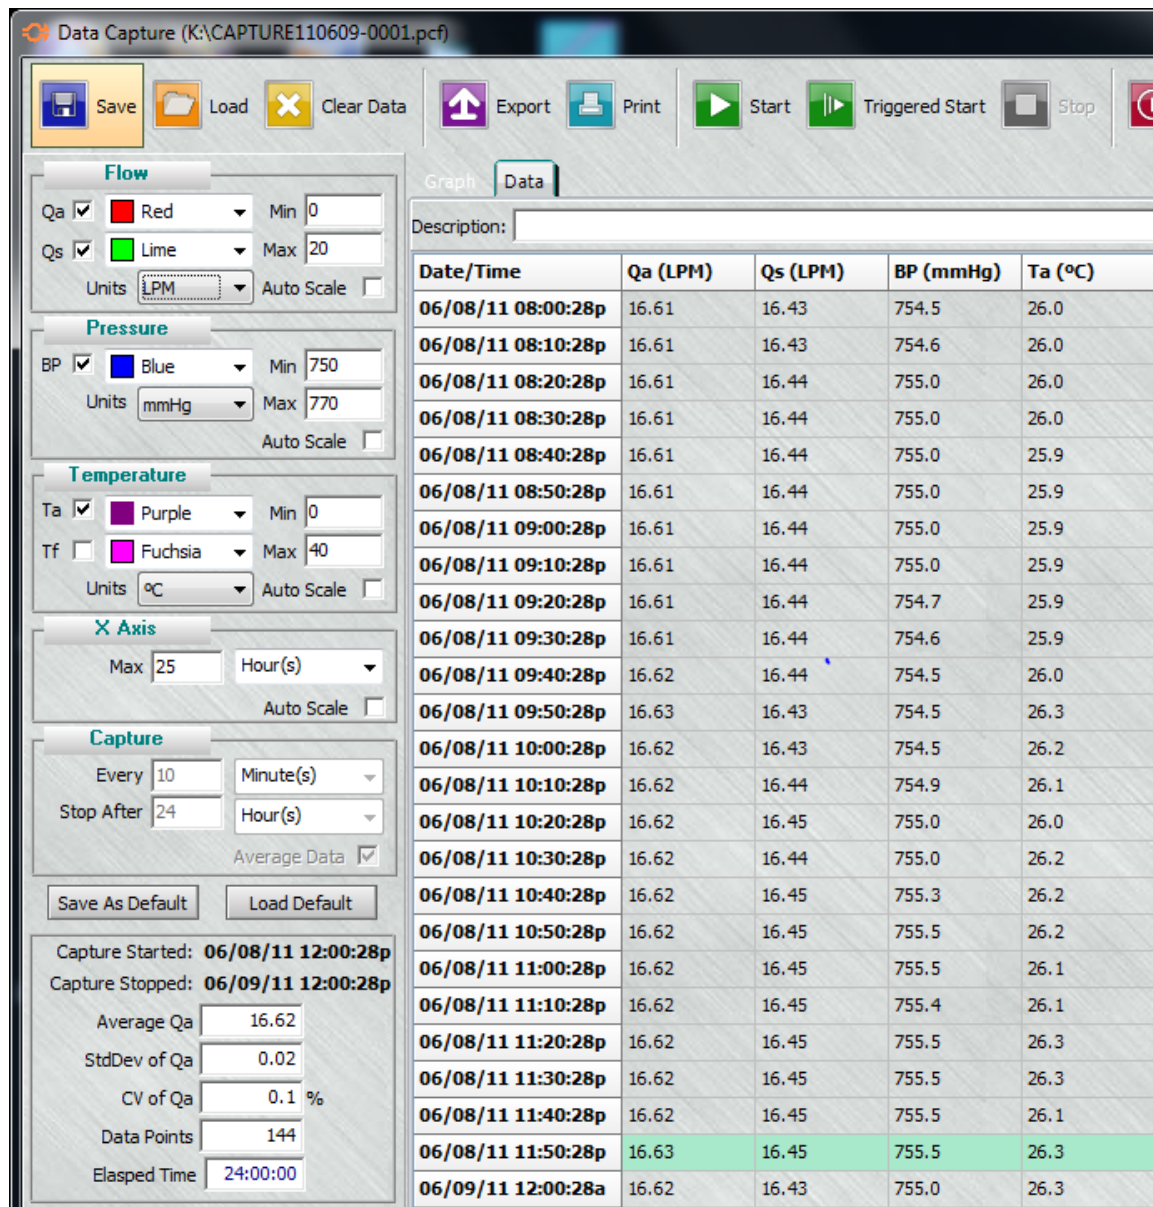 Data Capture (K:\CAPTURE110609-0001.pcf)
Save Load Clear Data Export Print Start Triggered Start Stop
Flow
Qa Red Min 0
Qs Lime Max 20
Units LPM Auto Scale
Pressure
BP Blue Min 750
Units mmHg Max 770
Auto Scale
Temperature
Ta Purple Min 0
Tf Fuchsia Max 40
Units ºC Auto Scale
X Axis
Max 25 Hour(s)
Auto Scale
Capture
Every 10 Minute(s)
Stop After 24 Hour(s)
Average Data
Save As Default Load Default
Capture Started: 06/08/11 12:00:28p
Capture Stopped: 06/09/11 12:00:28p
Average Qa 16.62
StdDev of Qa 0.02
CV of Qa 0.1 %
Data Points 144
Elasped Time 24:00:00
Graph Data
Description:
Date/Time Qa (LPM) Qs (LPM) BP (mmHg) Ta (ºC)
06/08/11 08:00:28p 16.61 16.43 754.5 26.0
06/08/11 08:10:28p 16.61 16.43 754.6 26.0
06/08/11 08:20:28p 16.61 16.44 755.0 26.0
06/08/11 08:30:28p 16.61 16.44 755.0 26.0
06/08/11 08:40:28p 16.61 16.44 755.0 25.9
06/08/11 08:50:28p 16.61 16.44 755.0 25.9
06/08/11 09:00:28p 16.61 16.44 755.0 25.9
06/08/11 09:10:28p 16.61 16.44 755.0 25.9
06/08/11 09:20:28p 16.61 16.44 754.7 25.9
06/08/11 09:30:28p 16.61 16.44 754.6 25.9
06/08/11 09:40:28p 16.62 16.44 754.5 26.0
06/08/11 09:50:28p 16.63 16.43 754.5 26.3
06/08/11 10:00:28p 16.62 16.43 754.5 26.2
06/08/11 10:10:28p 16.62 16.44 754.9 26.1
06/08/11 10:20:28p 16.62 16.45 755.0 26.0
06/08/11 10:30:28p 16.62 16.44 755.0 26.2
06/08/11 10:40:28p 16.62 16.45 755.3 26.2
06/08/11 10:50:28p 16.62 16.45 755.5 26.2
06/08/11 11:00:28p 16.62 16.45 755.5 26.1
06/08/11 11:10:28p 16.62 16.45 755.4 26.1
06/08/11 11:20:28p 16.62 16.45 755.5 26.3
06/08/11 11:30:28p 16.62 16.45 755.5 26.3
06/08/11 11:40:28p 16.62 16.45 755.5 26.1
06/08/11 11:50:28p 16.63 16.45 755.5 26.3
06/09/11 12:00:28a 16.62 16.43 755.0 26.3